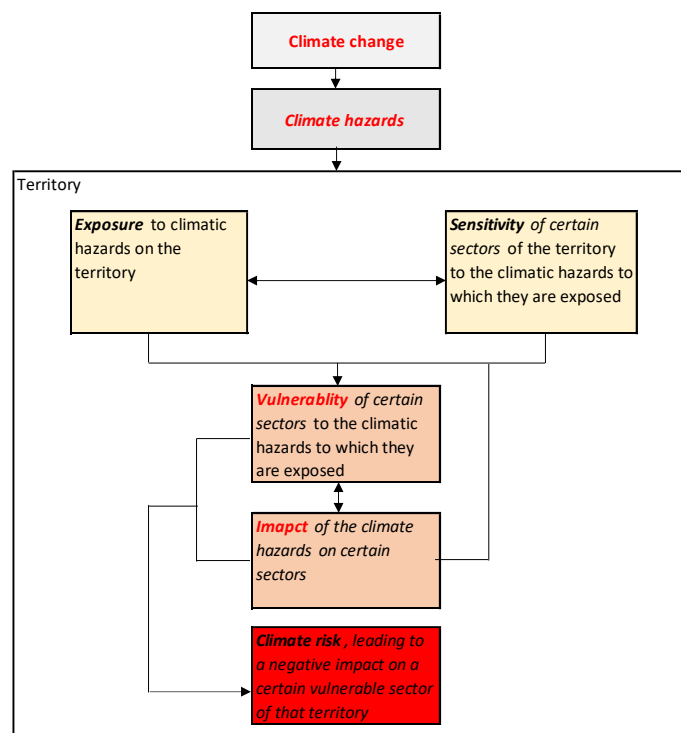 Climate change
Climate hazards
Territory
Exposure to climatic
hazards on the
territory
Sensitivity of certain
sectors of the territory
to the climatic hazards to
which they are exposed
Vulnerablity of certain
sectors to the climatic
hazards to which they
are exposed
Imapct of the climate
hazards on certain
sectors
Climate risk , leading to
a negative impact on a
certain vulnerable sector
of that territory